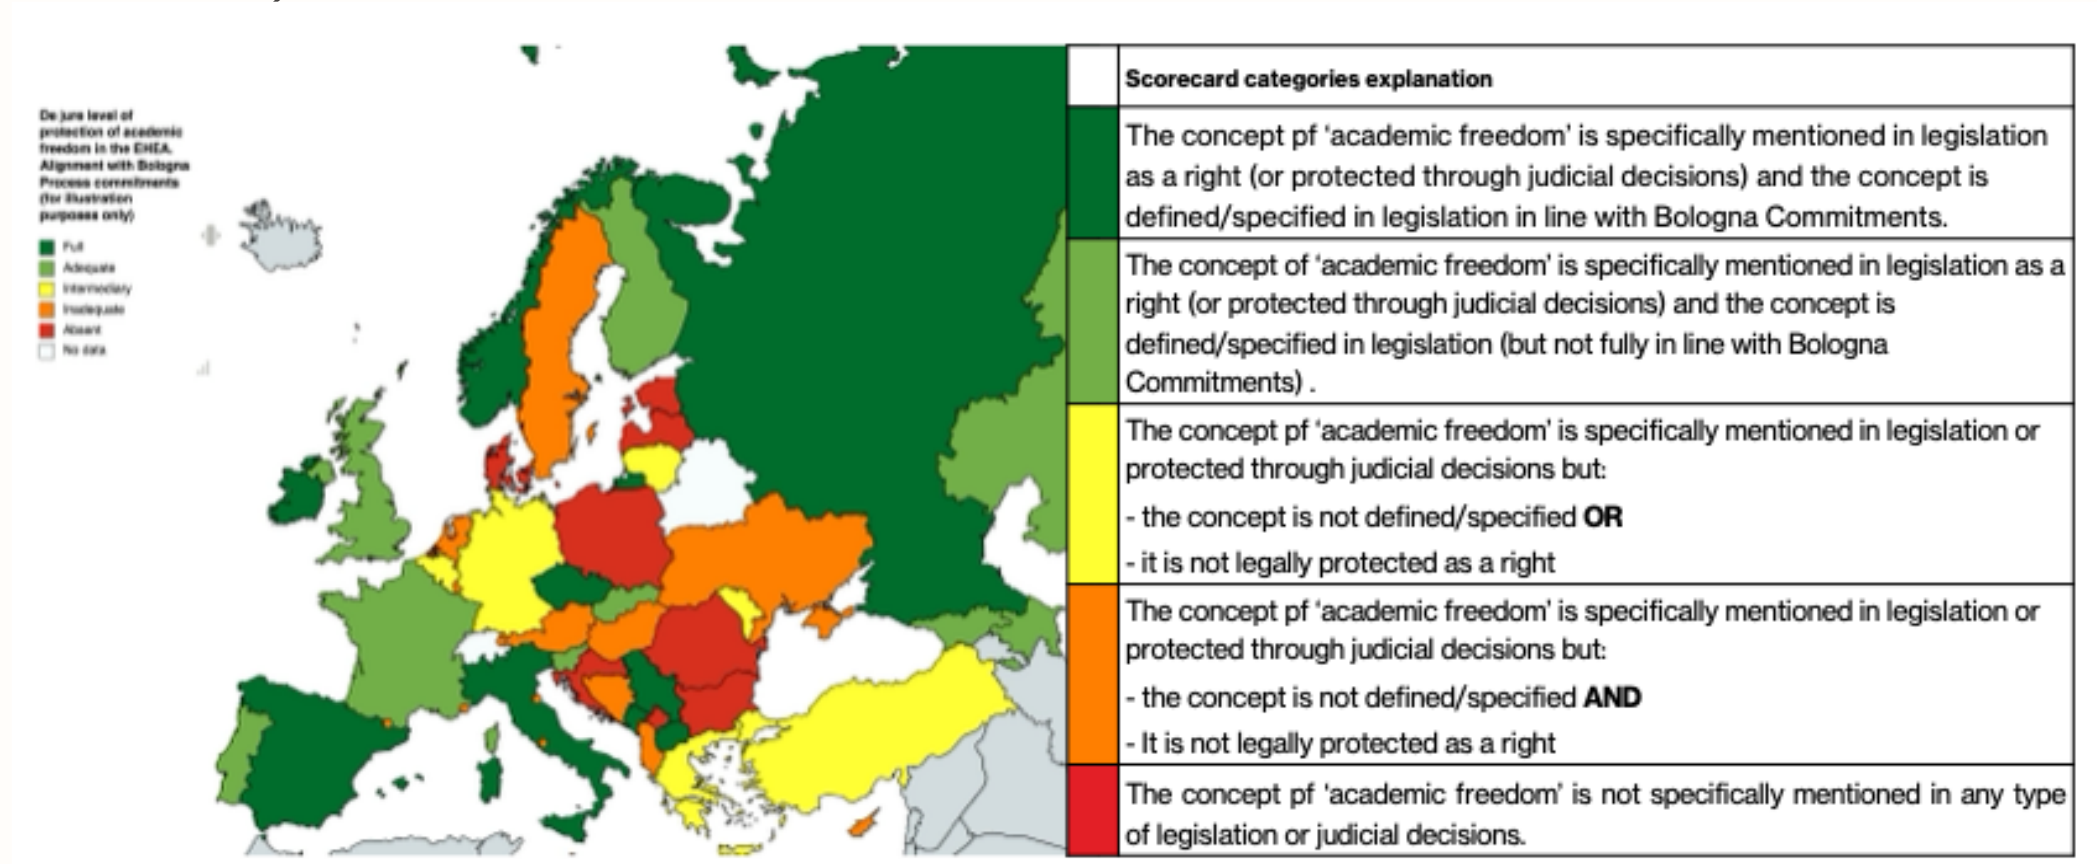 De jure level of
protection of academic
freedom in the EHEA.
Alignment with Bologna
Process commitments
(for illustration
purposes only)
Full
Adequate
Intermediary
Inadequate
Absent
No data
Scorecard categories explanation
The concept pf 'academic freedom' is specifically mentioned in legislation
as a right (or protected through judicial decisions) and the concept is
defined/specified in legislation in line with Bologna Commitments.
The concept of 'academic freedom' is specifically mentioned in legislation as a
right (or protected through judicial decisions) and the concept is
defined/specified in legislation (but not fully in line with Bologna
Commitments) .
The concept pf 'academic freedom' is specifically mentioned in legislation or
protected through judicial decisions but:
- the concept is not defined/specified OR
- it is not legally protected as a right
The concept pf 'academic freedom' is specifically mentioned in legislation or
protected through judicial decisions but:
- the concept is not defined/specified AND
- It is not legally protected as a right
The concept pf 'academic freedom' is not specifically mentioned in any type
of legislation or judicial decisions.